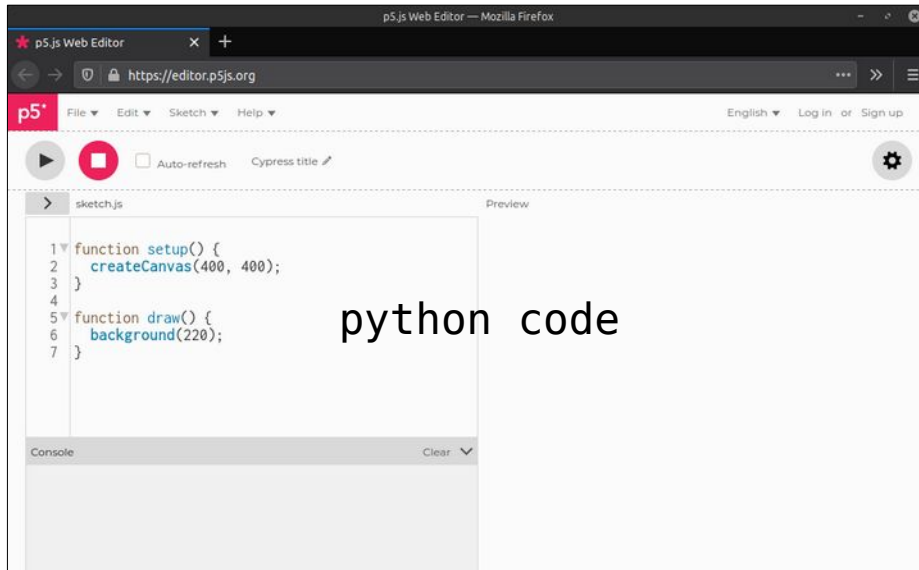 p5.js Web Editor — Mozilla Firefox
p5.js Web Editor
https://editor.p5js.org
p5* File Edit Sketch Help English Log in or Sign up
Auto-refresh Cypress title
sketch.js Preview
1 function setup() {
2 createCanvas(400, 400);
3 }
4
5 function draw() {
6 background(220);
7 }
python code
Console Clear